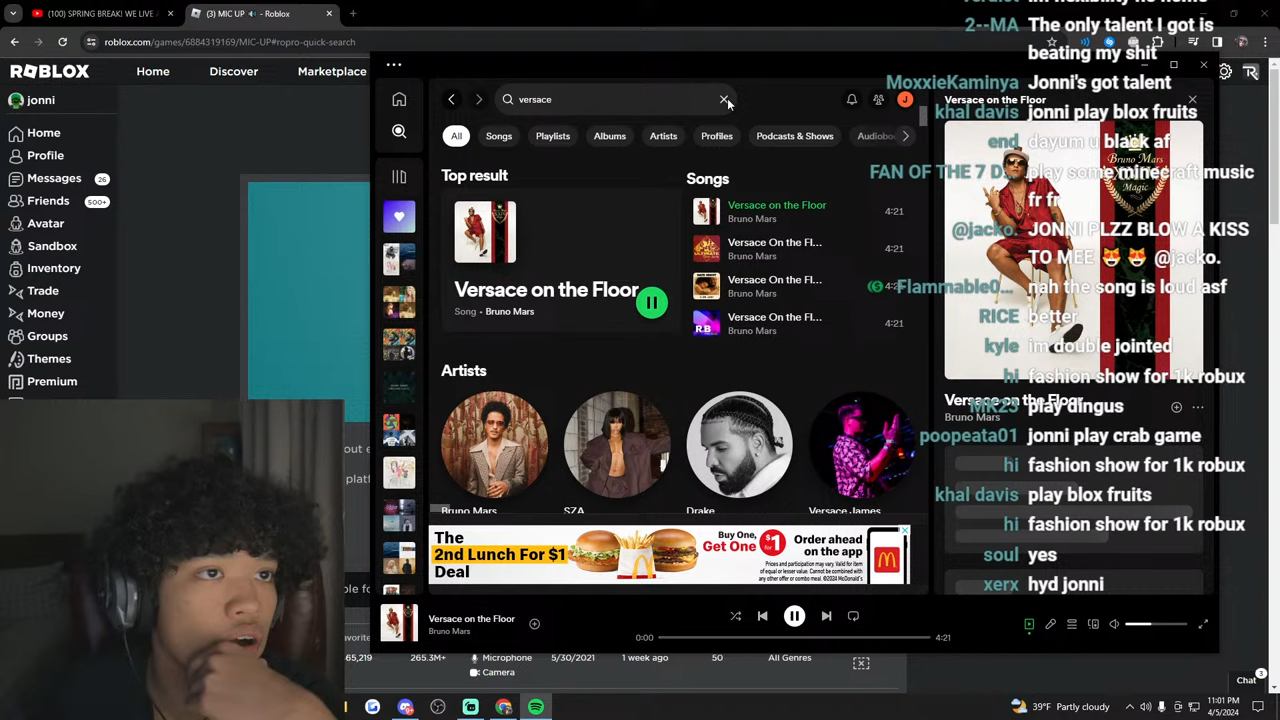 (100) SPRING BREAK! WE LIVE
MIC UP - Roblox
roblox.com/games/6884319169/MIC-UP#ropro-quick-search
ROBLOX
Home
Discover
Marketplace
jonni
Home
Profile
Messages
26
Friends
500+
Avatar
Sandbox
Inventory
Trade
Money
Groups
Themes
Premium
versace
J
All
Songs
Playlists
Albums
Artists
Profiles
Podcasts & Shows
Top result
Versace on the Floor
Song • Bruno Mars
Songs
Versace on the Floor
Bruno Mars
4:21
Versace On the Fl...
Bruno Mars
4:21
Versace On the Fl...
Bruno Mars
Versace On the Fl...
Bruno Mars
4:21
Artists
Bruno Mars
SZA
Drake
Versace James
The
2nd Lunch For $1
Deal
Buy One,
Get One
$1
Order ahead
on the app
Versace on the Floor
Bruno Mars
0:00
4:21
Versace on the Floor
Bruno Mars
Magic
Versace on the Floor
Bruno Mars
2--MA The only talent I got is
beating my shit
MoxxieKaminya Jonni's got talent
khal davis jonni play blox fruits
end dayum u black af
FAN OF THE 7 D... play some minecraft music
fr fr
@jacko. JONNI PLZZ BLOW A KISS
TO MEE 😻 😻 @jacko.
Flammable0... nah the song is loud asf
RICE better
kyle im double jointed
hi fashion show for 1k robux
MK23 play dingus
poopeata01 jonni play crab game
hi fashion show for 1k robux
khal davis play blox fruits
hi fashion show for 1k robux
soul yes
xerx hyd jonni
265.3M+
Microphone
Camera
5/30/2021
1 week ago
50
All Genres
Chat
3
39°F Partly cloudy
11:01 PM
4/5/2024